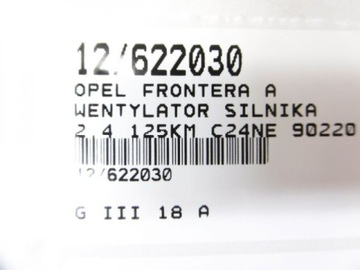 12/622030
OPEL FRONTERA A
WENTYLATOR SILNIKA
2.4 125KM C24NE 90220
12/622030
G III 18 A